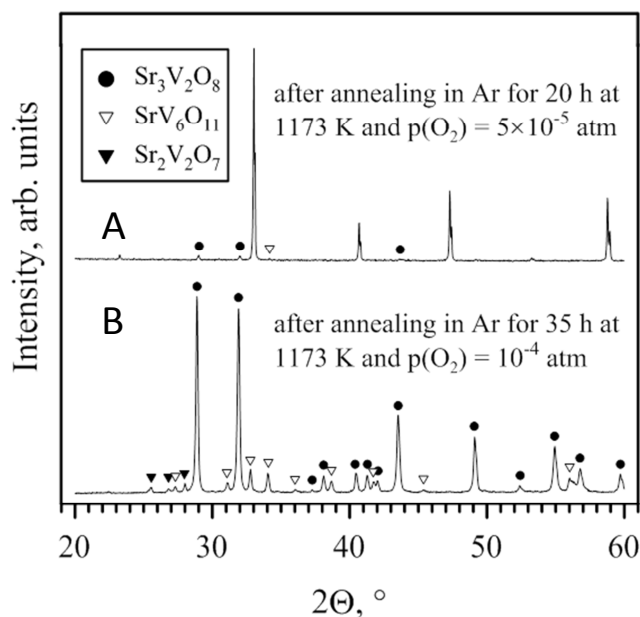 Sr₃V₂O₈
SrV₆O₁₁
Sr₂V₂O₇
after annealing in Ar for 20 h at
1173 K and p(O₂) = 5×10⁻⁵ atm
A
B
after annealing in Ar for 35 h at
1173 K and p(O₂) = 10⁻⁴ atm
Intensity, arb. units
20 30 40 50 60
2Θ, °